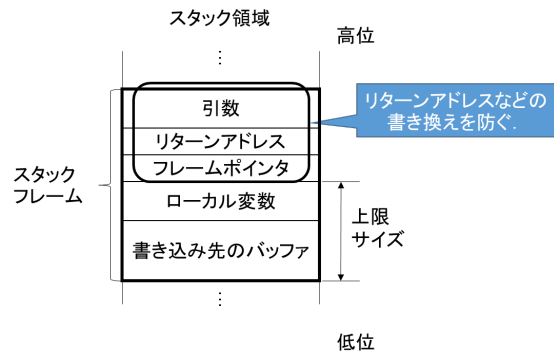 スタック領域
高位
…
引数
リターンアドレスなどの
書き換えを防ぐ.
リターンアドレス
フレームポインタ
スタック
フレーム
ローカル変数
上限
サイズ
書き込み先のバッファ
…
低位